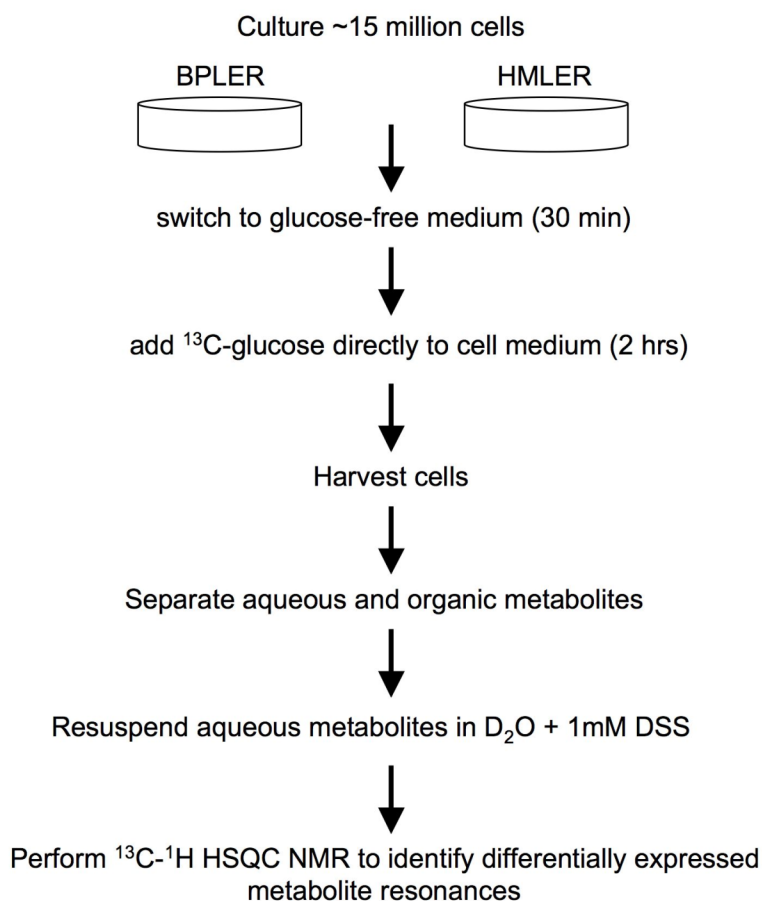 Culture ~15 million cells
BPLER HMLER
switch to glucose-free medium (30 min)
add ¹³C-glucose directly to cell medium (2 hrs)
Harvest cells
Separate aqueous and organic metabolites
Resuspend aqueous metabolites in D₂O + 1mM DSS
Perform ¹³C-¹H HSQC NMR to identify differentially expressed
metabolite resonances